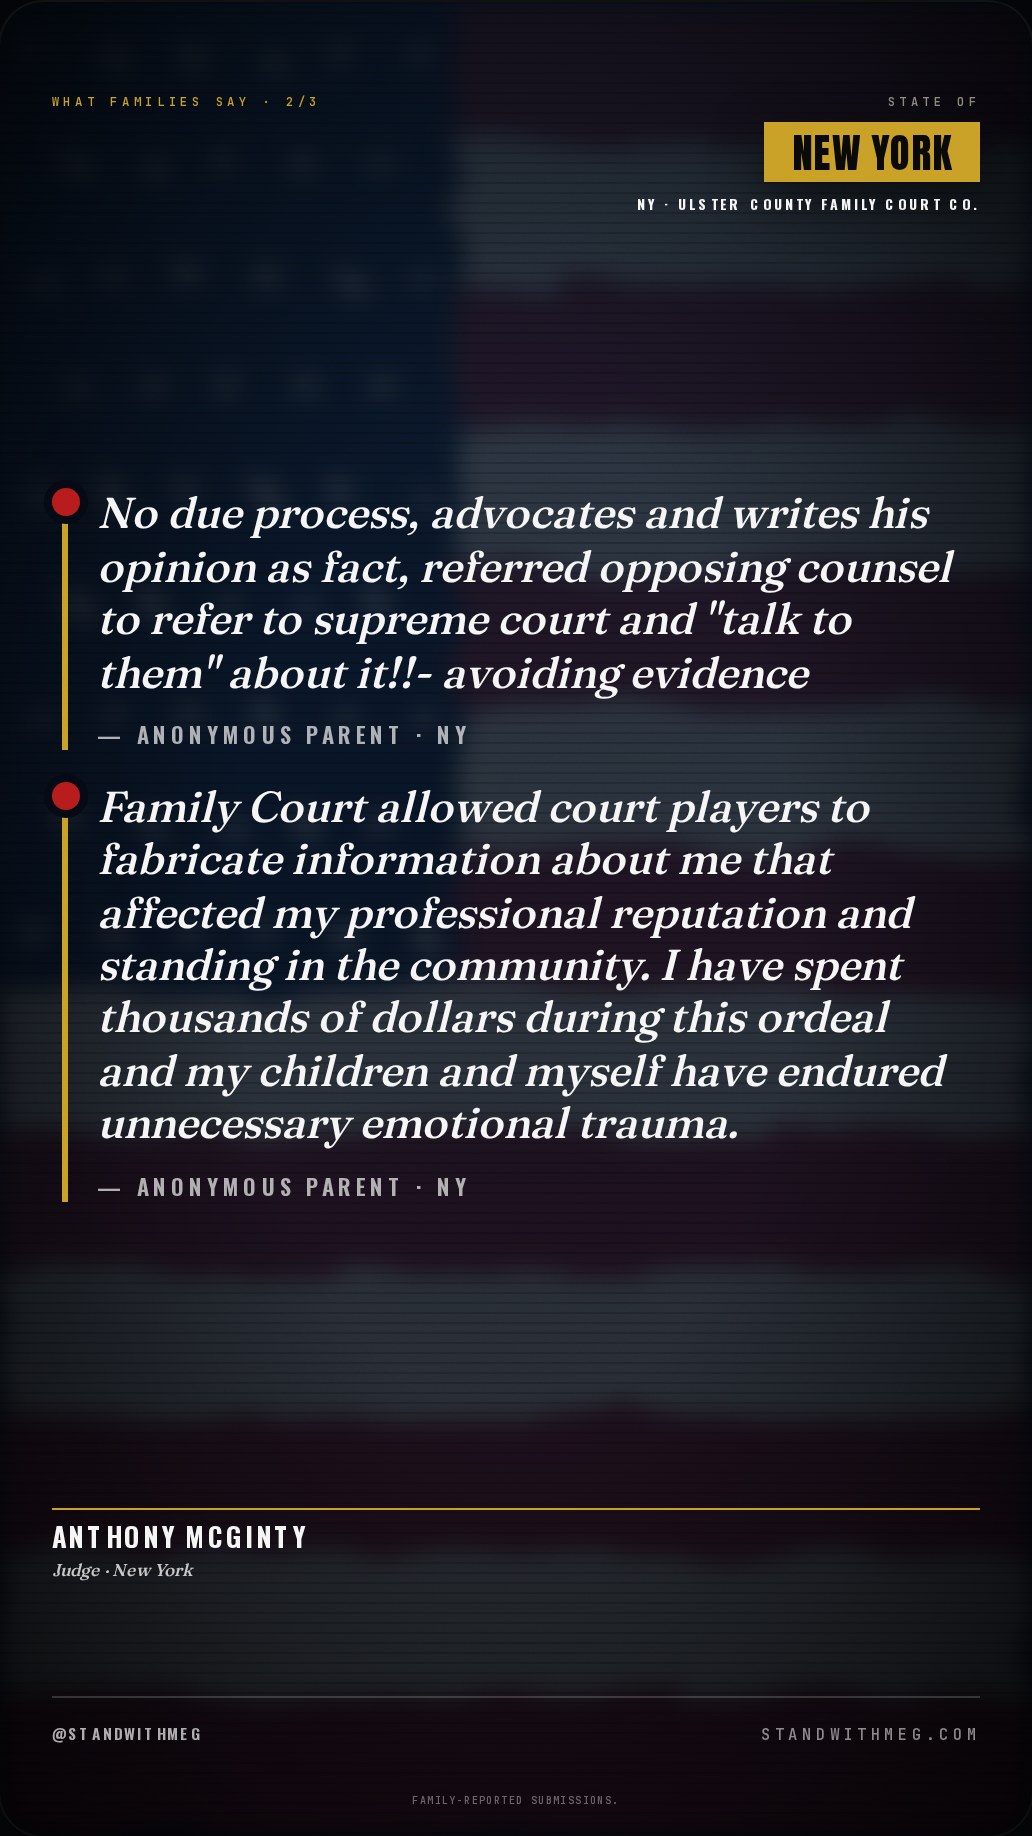 WHAT FAMILIES SAY · 2/3
STATE OF
NEW YORK
NY · ULSTER COUNTY FAMILY COURT CO.
No due process, advocates and writes his
opinion as fact, referred opposing counsel
to refer to supreme court and "talk to
them" about it!!- avoiding evidence
— ANONYMOUS PARENT · NY
Family Court allowed court players to
fabricate information about me that
affected my professional reputation and
standing in the community. I have spent
thousands of dollars during this ordeal
and my children and myself have endured
unnecessary emotional trauma.
— ANONYMOUS PARENT · NY
ANTHONY MCGINTY
Judge · New York
@STANDWITHMEG
STANDWITHMEG.COM
FAMILY-REPORTED SUBMISSIONS.